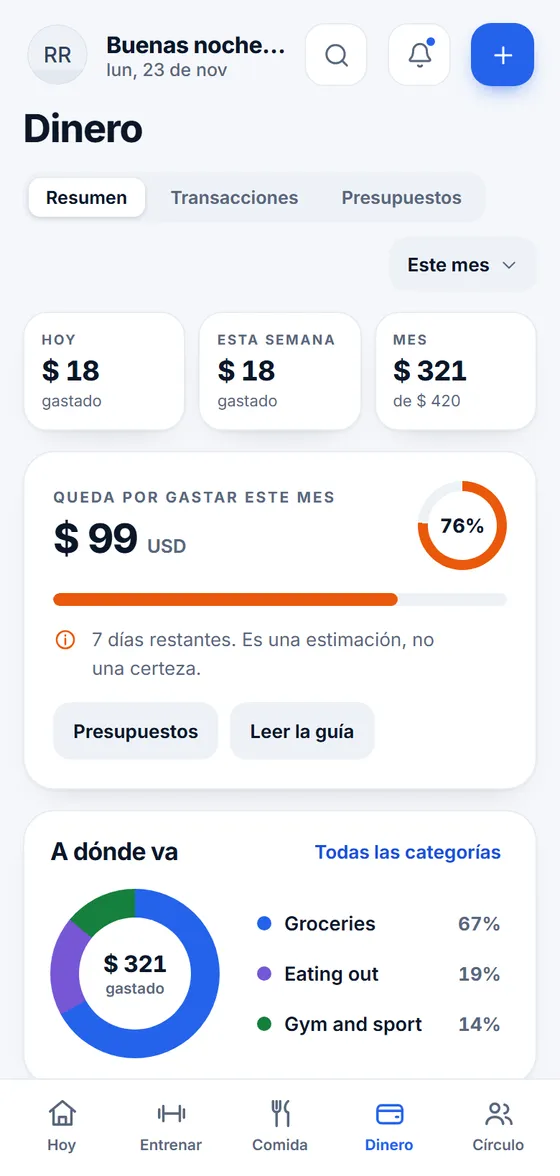 RR
Buenas noche...
lun, 23 de nov
Dinero
Resumen
Transacciones
Presupuestos
Este mes
HOY
$ 18
gastado
ESTA SEMANA
$ 18
gastado
MES
$ 321
de $ 420
QUEDA POR GASTAR ESTE MES
$ 99 USD
76%
7 días restantes. Es una estimación, no
una certeza.
Presupuestos
Leer la guía
A dónde va
Todas las categorías
$ 321
gastado
Groceries 67%
Eating out 19%
Gym and sport 14%
Hoy
Entrenar
Comida
Dinero
Círculo